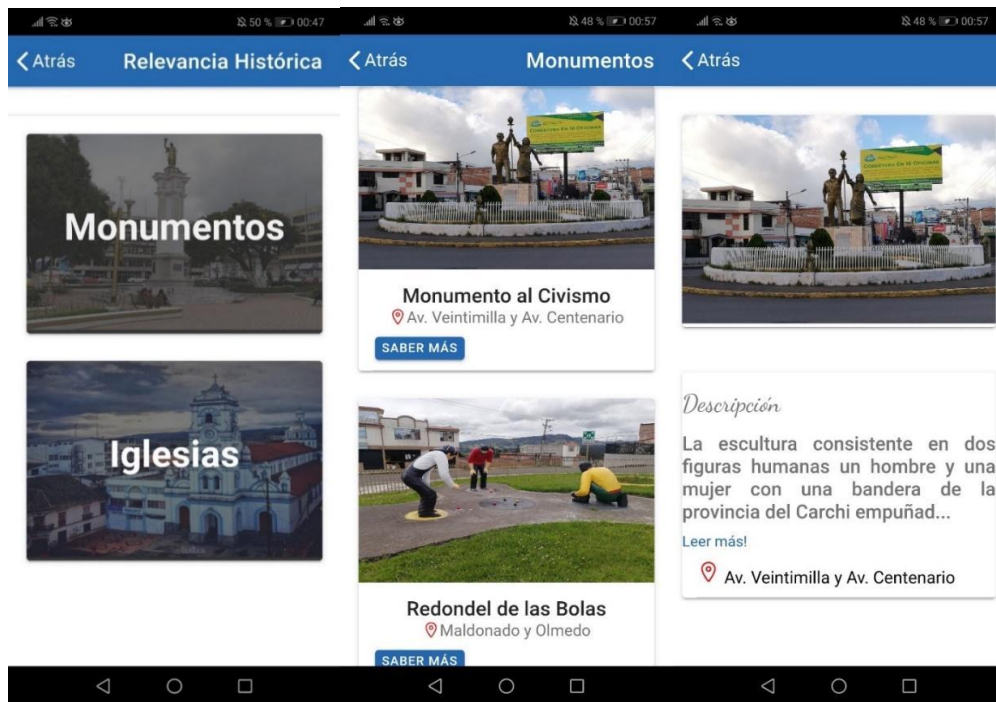 50 % 00:47
Atrás Relevancia Histórica
Monumentos
Iglesias
48 % 00:57
Atrás Monumentos
Monumento al Civismo
Av. Veintimilla y Av. Centenario
SABER MÁS
Redondel de las Bolas
Maldonado y Olmedo
SABER MÁS
48 % 00:57
Atrás
Descripción
La escultura consistente en dos
figuras humanas un hombre y una
mujer con una bandera de la
provincia del Carchi empuñad...
Leer más!
Av. Veintimilla y Av. Centenario